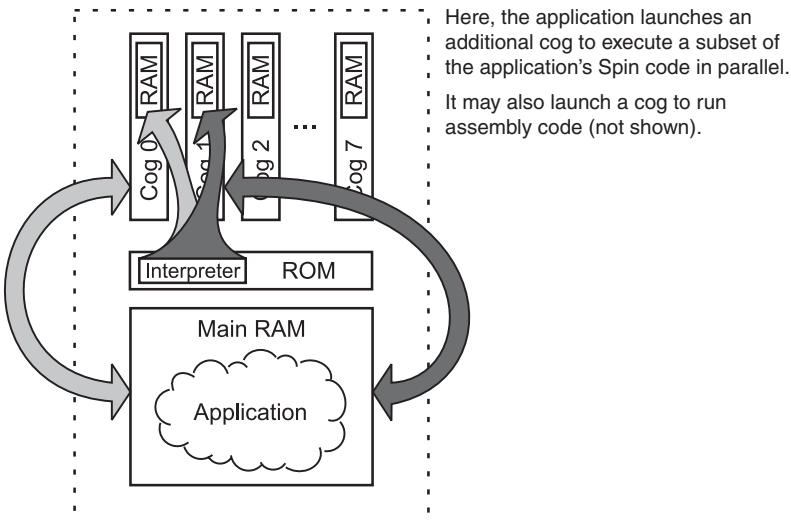 Here, the application launches an
additional cog to execute a subset of
the application's Spin code in parallel.
It may also launch a cog to run
assembly code (not shown).
RAM
RAM
RAM
...
RAM
Cog 0
Cog 1
Cog 2
Cog 7
Interpreter
ROM
Main RAM
Application